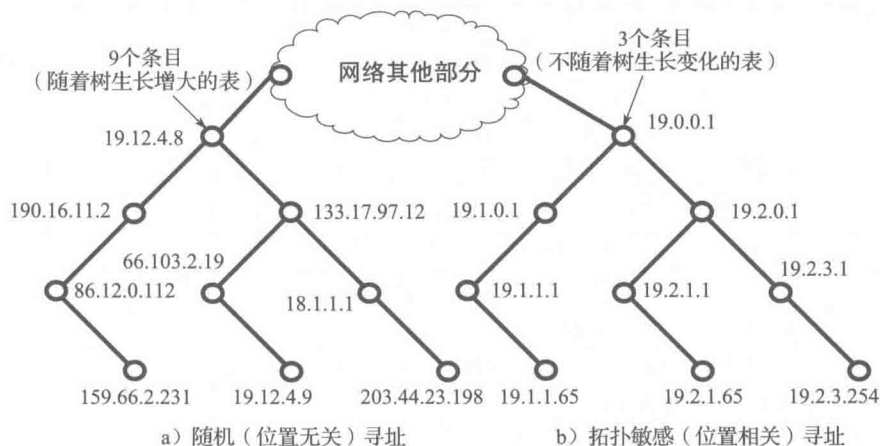 9个条目
(随着树生长增大的表)
网络其他部分
3个条目
(不随着树生长变化的表)
19.12.4.8
19.0.0.1
190.16.11.2
133.17.97.12
19.1.0.1
19.2.0.1
66.103.2.19
86.12.0.112
18.1.1.1
19.1.1.1
19.2.1.1
19.2.3.1
159.66.2.231
19.12.4.9
203.44.23.198
19.1.1.65
19.2.1.65
19.2.3.254
a)随机(位置无关)寻址
b)拓扑敏感(位置相关)寻址